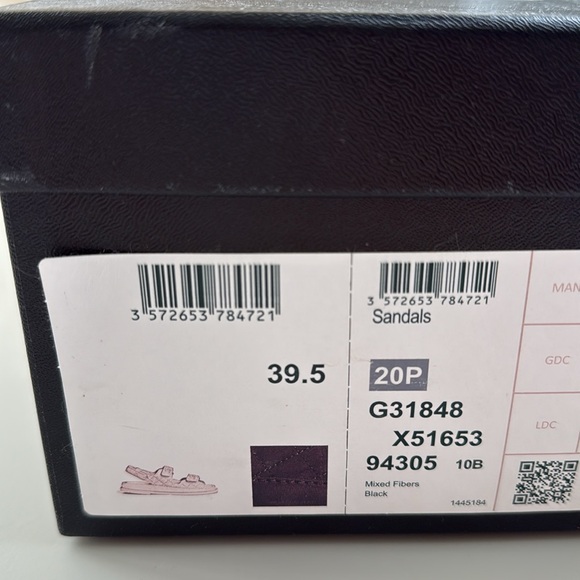 3 572653 784721
39.5
3 572653 784721
Sandals
20P
G31848
X51653
94305 10B
Mixed Fibers
Black
1445184
MAN
GDC
LDC